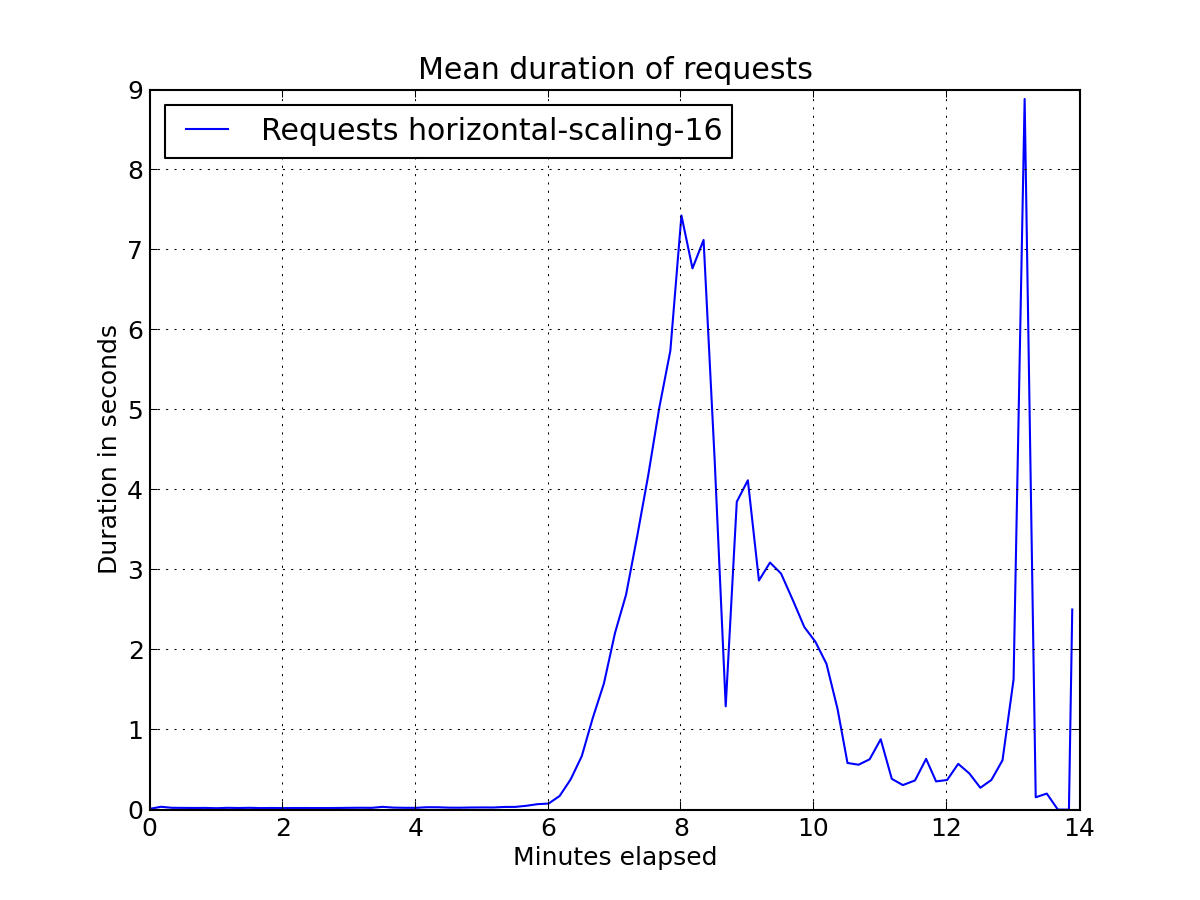 Mean duration of requests
Requests horizontal-scaling-16
9
8
7
6
5
4
3
2
1
0
Duration in seconds
0 2 4 6 8 10 12 14
Minutes elapsed